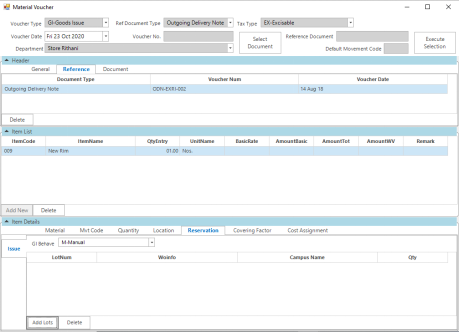 Material Voucher
Voucher Type GI-Goods Issue Ref Document Type Outgoing Delivery Note Tax Type EX-Excisable
Voucher Date Fri 23 Oct 2020 Voucher No. Select Document Reference Document Execute Selection
Department Store Rithani Default Movement Code
Header
General Reference Document
Document Type Voucher Num Voucher Date
Outgoing Delivery Note ODN-EXRI-002 14 Aug 18
Delete
Item List
ItemCode ItemName QtyEntry UnitName BasicRate AmountBasic AmountTot AmountWV Remark
009 New Rim 01.00 Nos.
Add New Delete
Item Details
Material Mvt Code Quantity Location Reservation Covering Factor Cost Assignment
Issue GI Behave M-Manual
LotNum Woinfo Campus Name Qty
Add Lots Delete